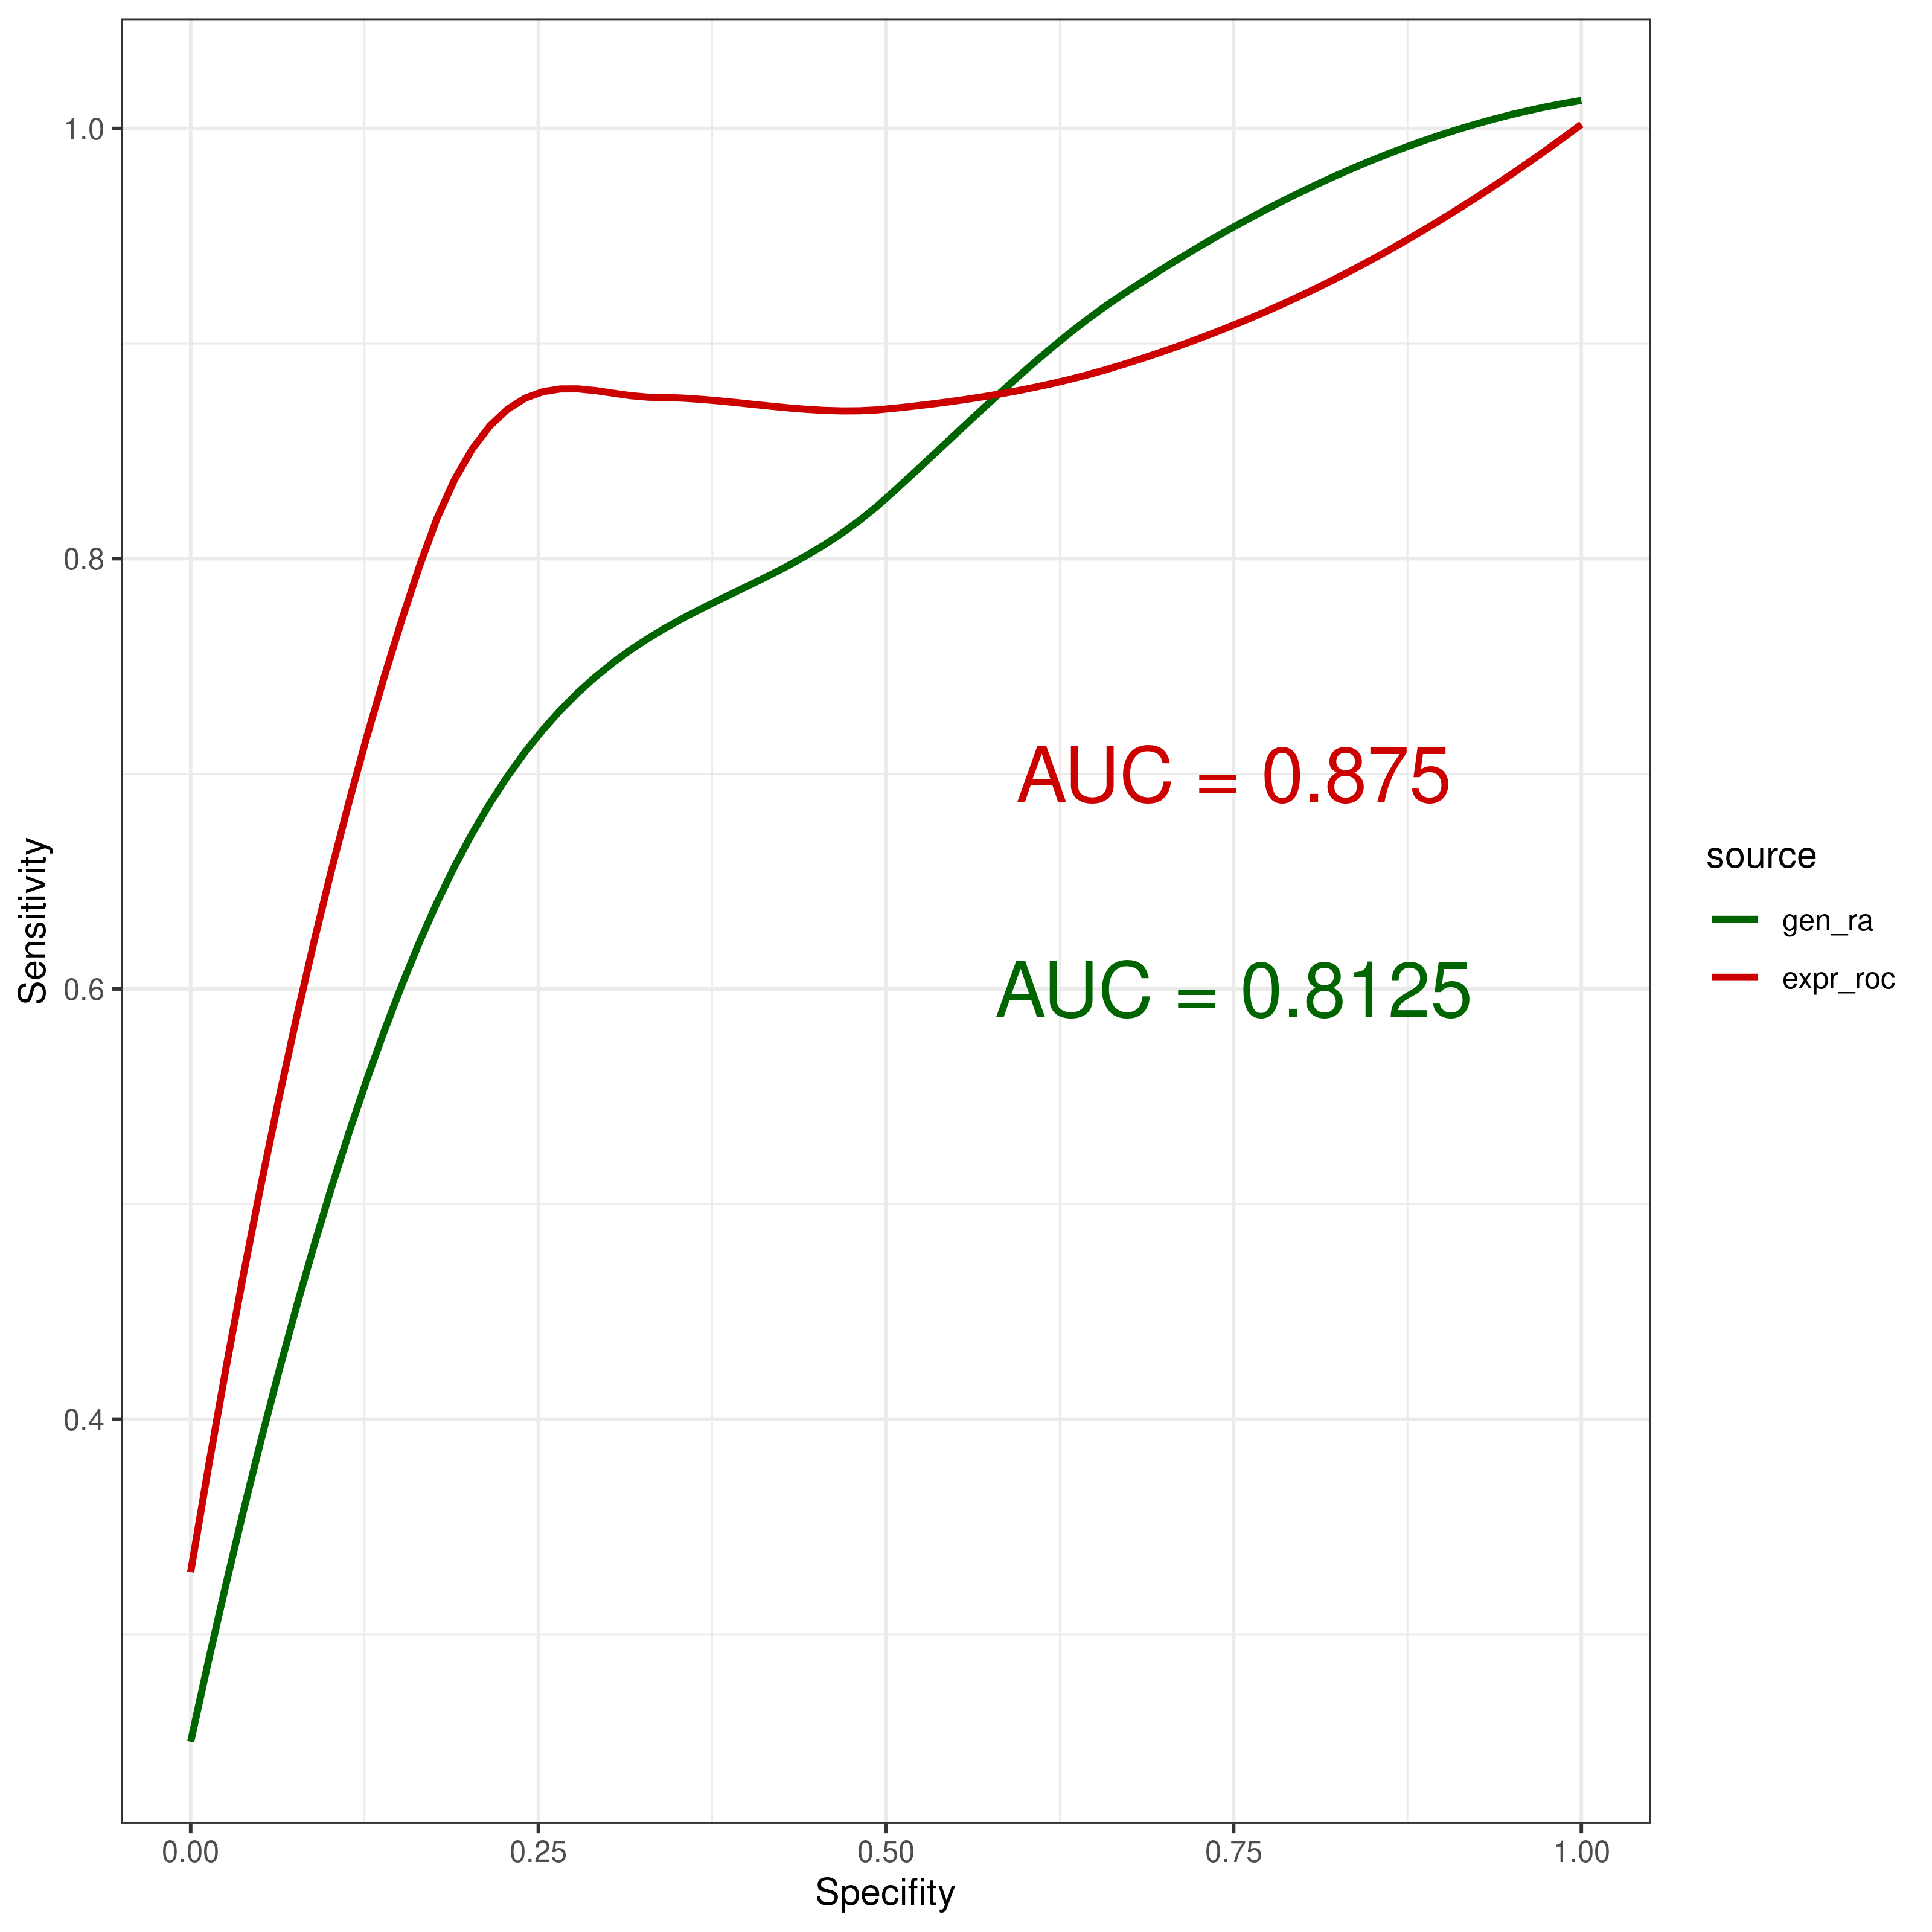 Sensitivity
1.0
0.8
0.6
0.4
AUC = 0.875
AUC = 0.8125
0.00 0.25 0.50 0.75 1.00
Specifity
source
gen_ra
expr_roc